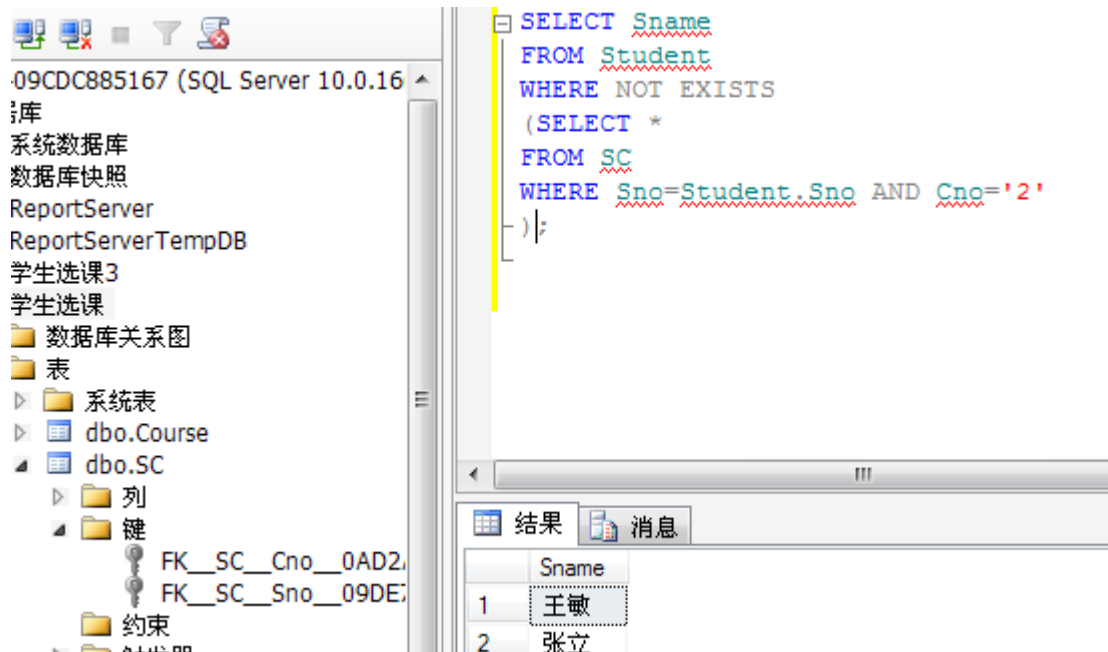 -09CDC885167 (SQL Server 10.0.16
据库
系统数据库
数据库快照
ReportServer
ReportServerTempDB
学生选课3
学生选课
数据库关系图
表
系统表
dbo.Course
dbo.SC
列
键
FK__SC__Cno__0AD2
FK__SC__Sno__09DE
约束
触发器
SELECT Sname
FROM Student
WHERE NOT EXISTS
(SELECT *
FROM SC
WHERE Sno=Student.Sno AND Cno='2'
);
结果 消息
Sname
1 王敏
2 张立